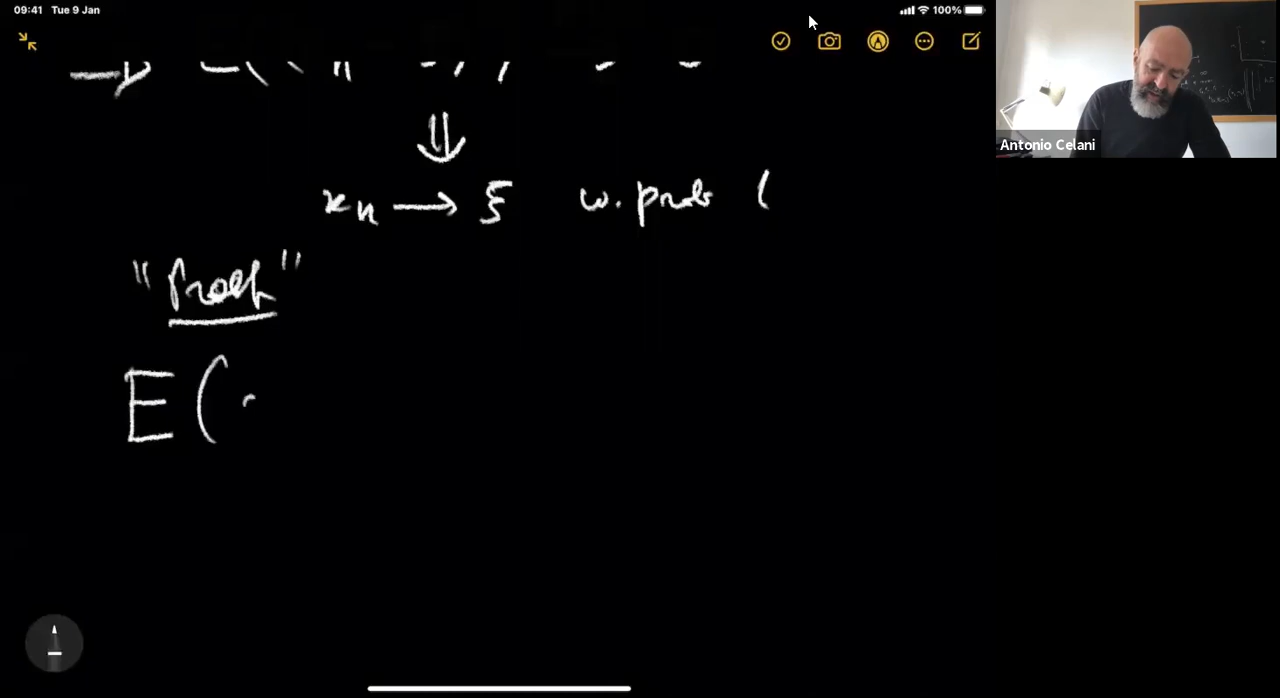 09:41 Tue 9 Jan
100%
Antonio Celani
⇓
xₙ → ξ w. prob 1
"Proof"
E (